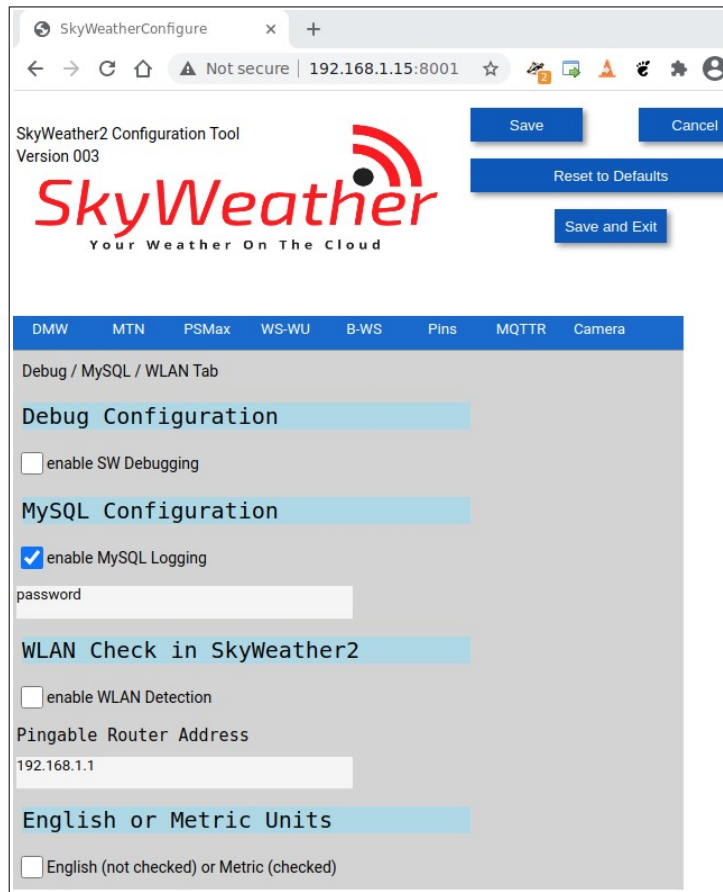 SkyWeatherConfigure
Not secure 192.168.1.15:8001
2
SkyWeather2 Configuration Tool
Version 003
SkyWeather
Your Weather On The Cloud
Save
Cancel
Reset to Defaults
Save and Exit
DMW MTN PSMax WS-WU B-WS Pins MQTTR Camera
Debug / MySQL / WLAN Tab
Debug Configuration
enable SW Debugging
MySQL Configuration
enable MySQL Logging
password
WLAN Check in SkyWeather2
enable WLAN Detection
Pingable Router Address
192.168.1.1
English or Metric Units
English (not checked) or Metric (checked)